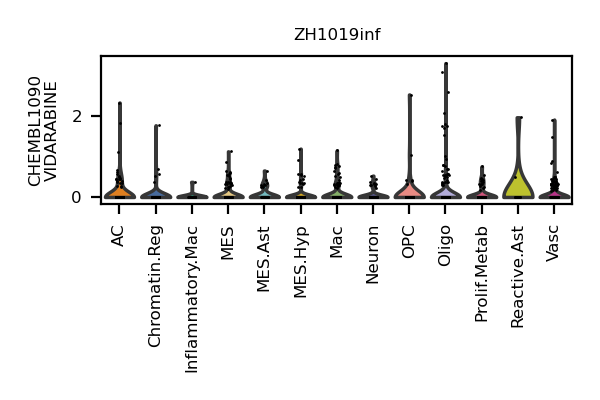 ZH1019inf
CHEMBL1090
VIDARABINE
2
0
AC
Chromatin.Reg
Inflammatory.Mac
MES
MES.Ast
MES.Hyp
Mac
Neuron
OPC
Oligo
Prolif.Metab
Reactive.Ast
Vasc